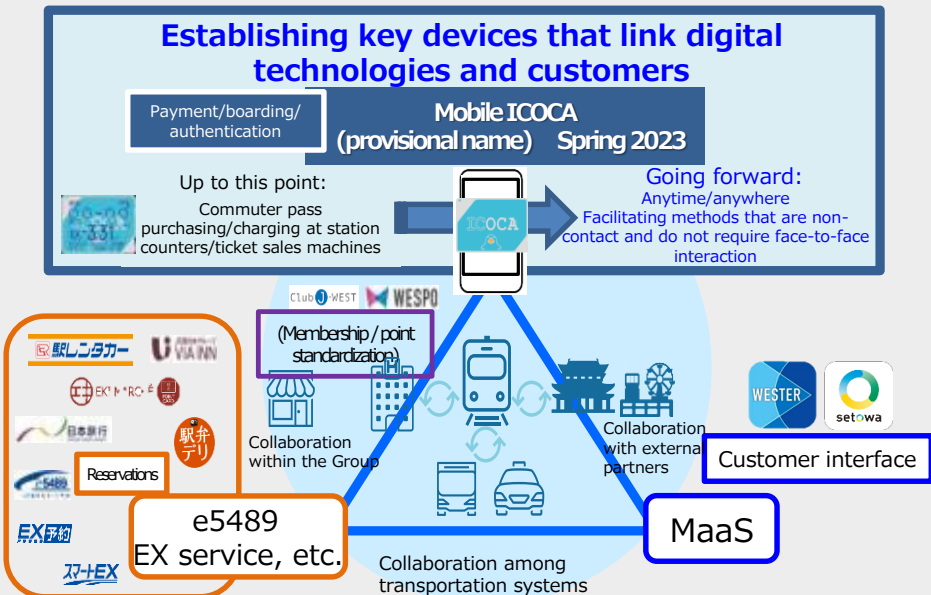 Establishing key devices that link digital
technologies and customers
Payment/boarding/
authentication
Mobile ICOCA
(provisional name) Spring 2023
Up to this point:
Commuter pass
purchasing/charging at station
counters/ticket sales machines
ICOCA
Going forward:
Anytime/anywhere
Facilitating methods that are non-
contact and do not require face-to-face
interaction
Club J-WEST
WESPO
(Membership / point
standardization)
駅レンタカー
VIA INN
日本旅行
駅弁
デリ
e5489
Reservations
EX予約
スマートEX
e5489
EX service, etc.
Collaboration
within the Group
H
Collaboration
with external
partners
WESTER
setowa
Customer interface
MaaS
Collaboration among
transportation systems